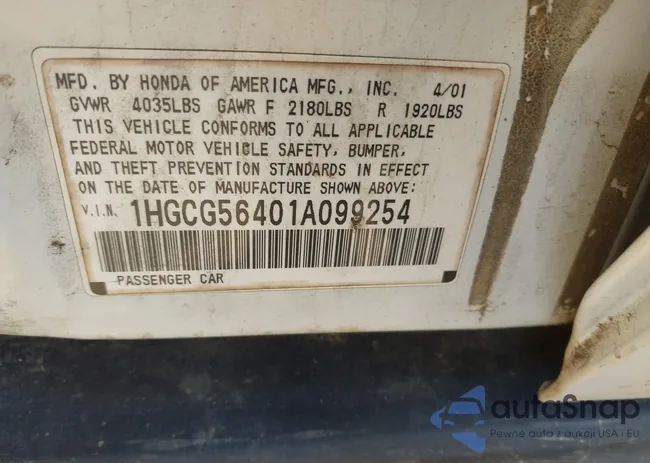 MFD. BY HONDA OF AMERICA MFG., INC. 4/01
GVWR 4035LBS GAWR F 2180LBS R 1920LBS
THIS VEHICLE CONFORMS TO ALL APPLICABLE
FEDERAL MOTOR VEHICLE SAFETY, BUMPER,
AND THEFT PREVENTION STANDARDS IN EFFECT
ON THE DATE OF MANUFACTURE SHOWN ABOVE:
V.I.N. 1HGCG56401A099254
PASSENGER CAR
autoSnap
Pewne auta z aukcji USA i EU